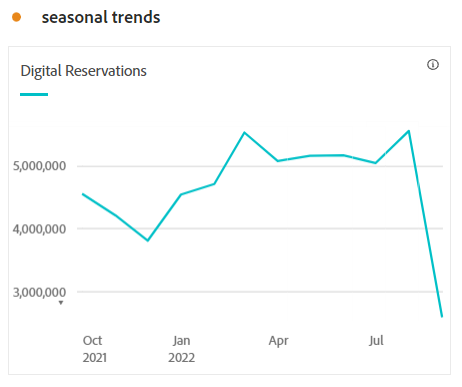 seasonal trends
Digital Reservations
5,000,000
4,000,000
3,000,000
Oct Jan Apr Jul
2021 2022